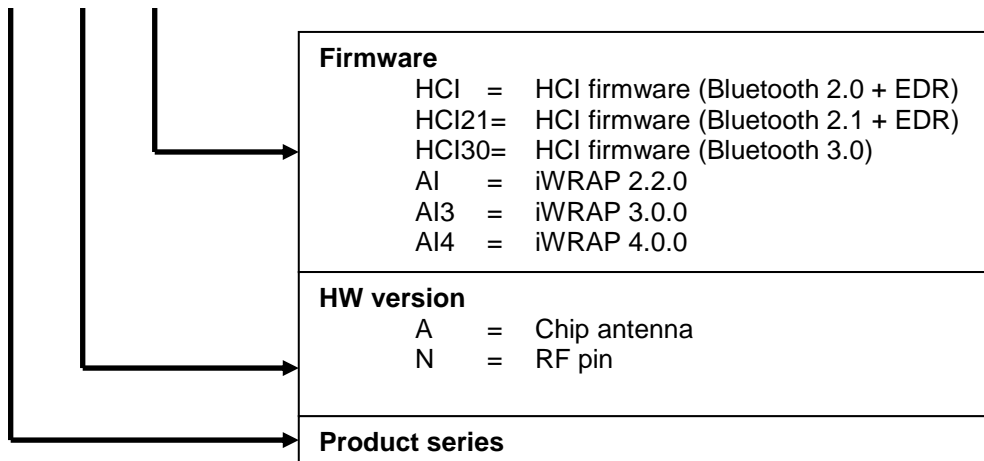 Firmware
HCI = HCI firmware (Bluetooth 2.0 + EDR)
HCI21= HCI firmware (Bluetooth 2.1 + EDR)
HCI30= HCI firmware (Bluetooth 3.0)
AI = iWRAP 2.2.0
AI3 = iWRAP 3.0.0
AI4 = iWRAP 4.0.0
HW version
A = Chip antenna
N = RF pin
Product series